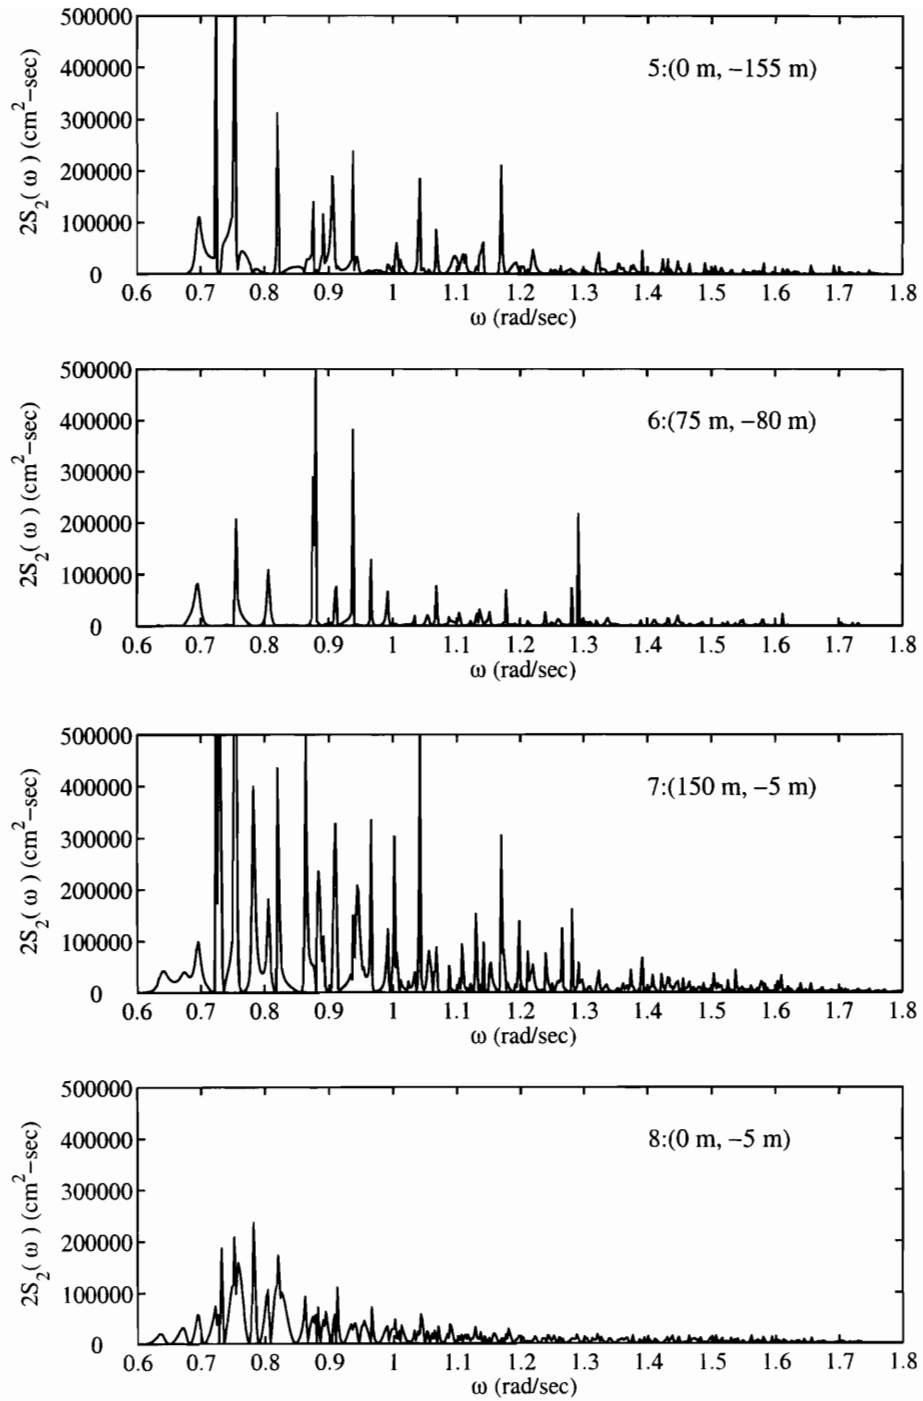 500000
400000
300000
200000
100000
0
2S2(ω) (cm2−sec)
5:(0 m, −155 m)
0.6 0.7 0.8 0.9 1 1.1 1.2 1.3 1.4 1.5 1.6 1.7 1.8
ω (rad/sec)
500000
400000
300000
200000
100000
0
2S2(ω) (cm2−sec)
6:(75 m, −80 m)
0.6 0.7 0.8 0.9 1 1.1 1.2 1.3 1.4 1.5 1.6 1.7 1.8
ω (rad/sec)
500000
400000
300000
200000
100000
0
2S2(ω) (cm2−sec)
7:(150 m, −5 m)
0.6 0.7 0.8 0.9 1 1.1 1.2 1.3 1.4 1.5 1.6 1.7 1.8
ω (rad/sec)
500000
400000
300000
200000
100000
0
2S2(ω) (cm2−sec)
8:(0 m, −5 m)
0.6 0.7 0.8 0.9 1 1.1 1.2 1.3 1.4 1.5 1.6 1.7 1.8
ω (rad/sec)